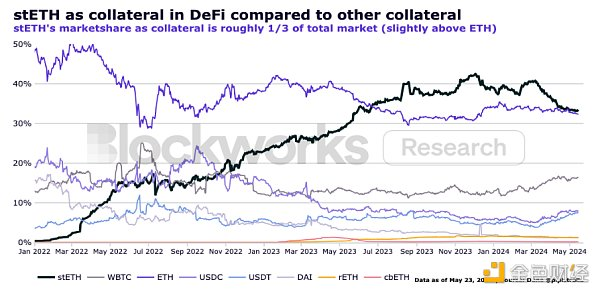 stETH as collateral in DeFi compared to other collateral
stETH's marketshare as collateral is roughly 1/3 of total market (slightly above ETH)
50%
40%
30%
20%
10%
0%
Blockworks Research
Jan 2022 Mar 2022 May 2022 Jul 2022 Sep 2022 Nov 2022 Jan 2023 Mar 2023 May 2023 Jul 2023 Sep 2023 Nov 2023 Jan 2024 Mar 2024 May 2024
stETH WBTC ETH USDC USDT DAI rETH cbETH
Data as of May 23, 20
金色财经